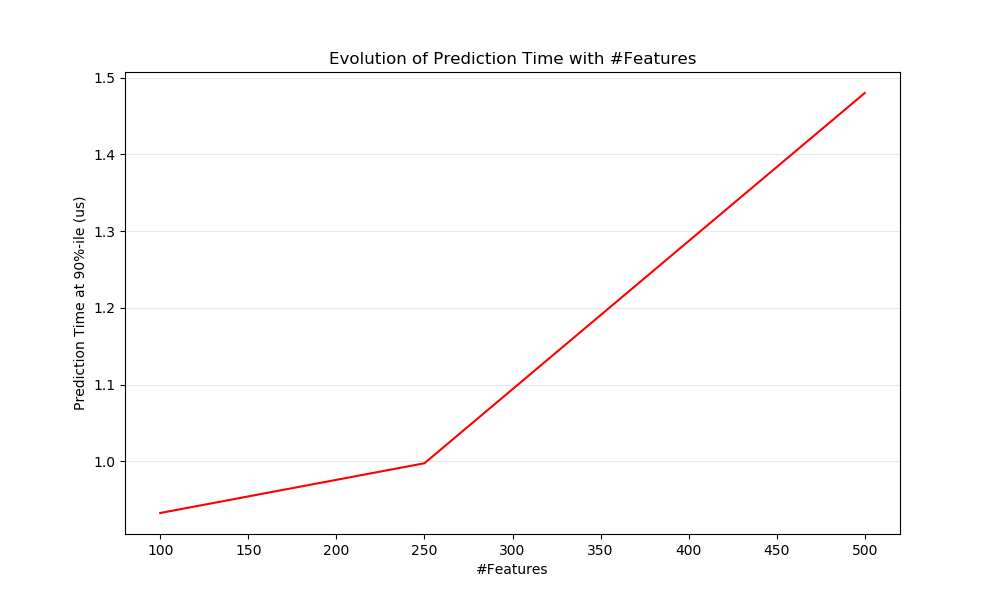 Evolution of Prediction Time with #Features
Prediction Time at 90%-ile (us)
1.5
1.4
1.3
1.2
1.1
1.0
100 150 200 250 300 350 400 450 500
#Features